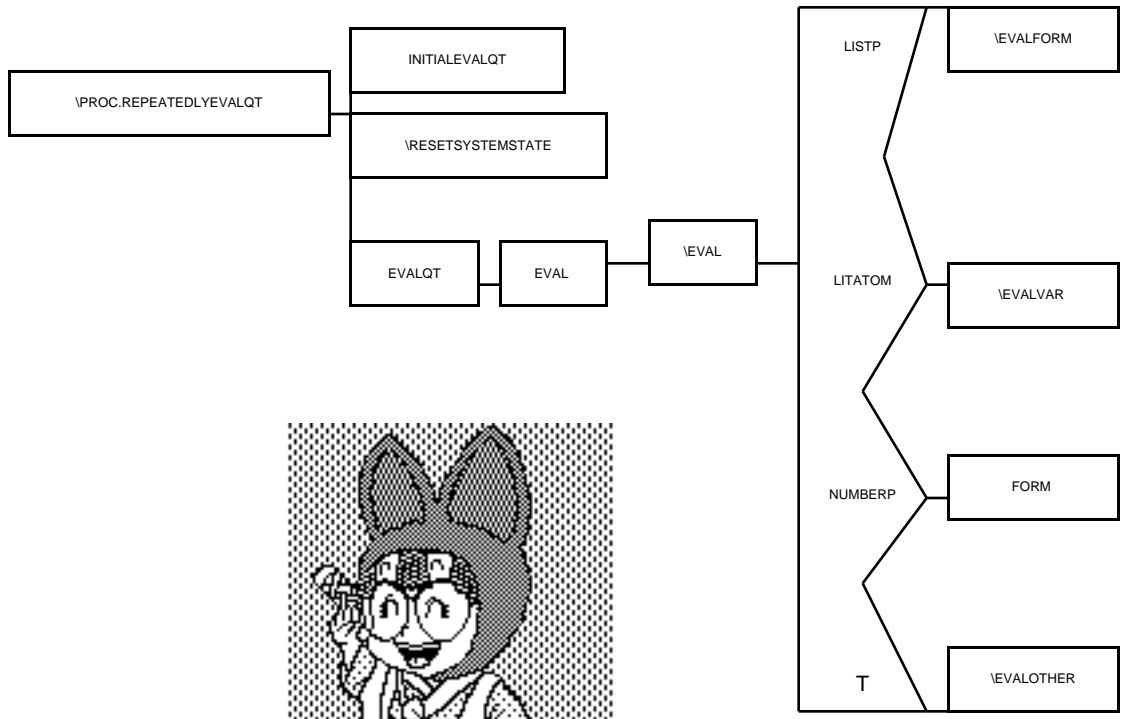 \PROC.REPEATEDLYEVALQT
INITIALEVALQT
\RESETSYSTEMSTATE
EVALQT
EVAL
\EVAL
LISTP
\EVALFORM
LITATOM
\EVALVAR
NUMBERP
FORM
T
\EVALOTHER